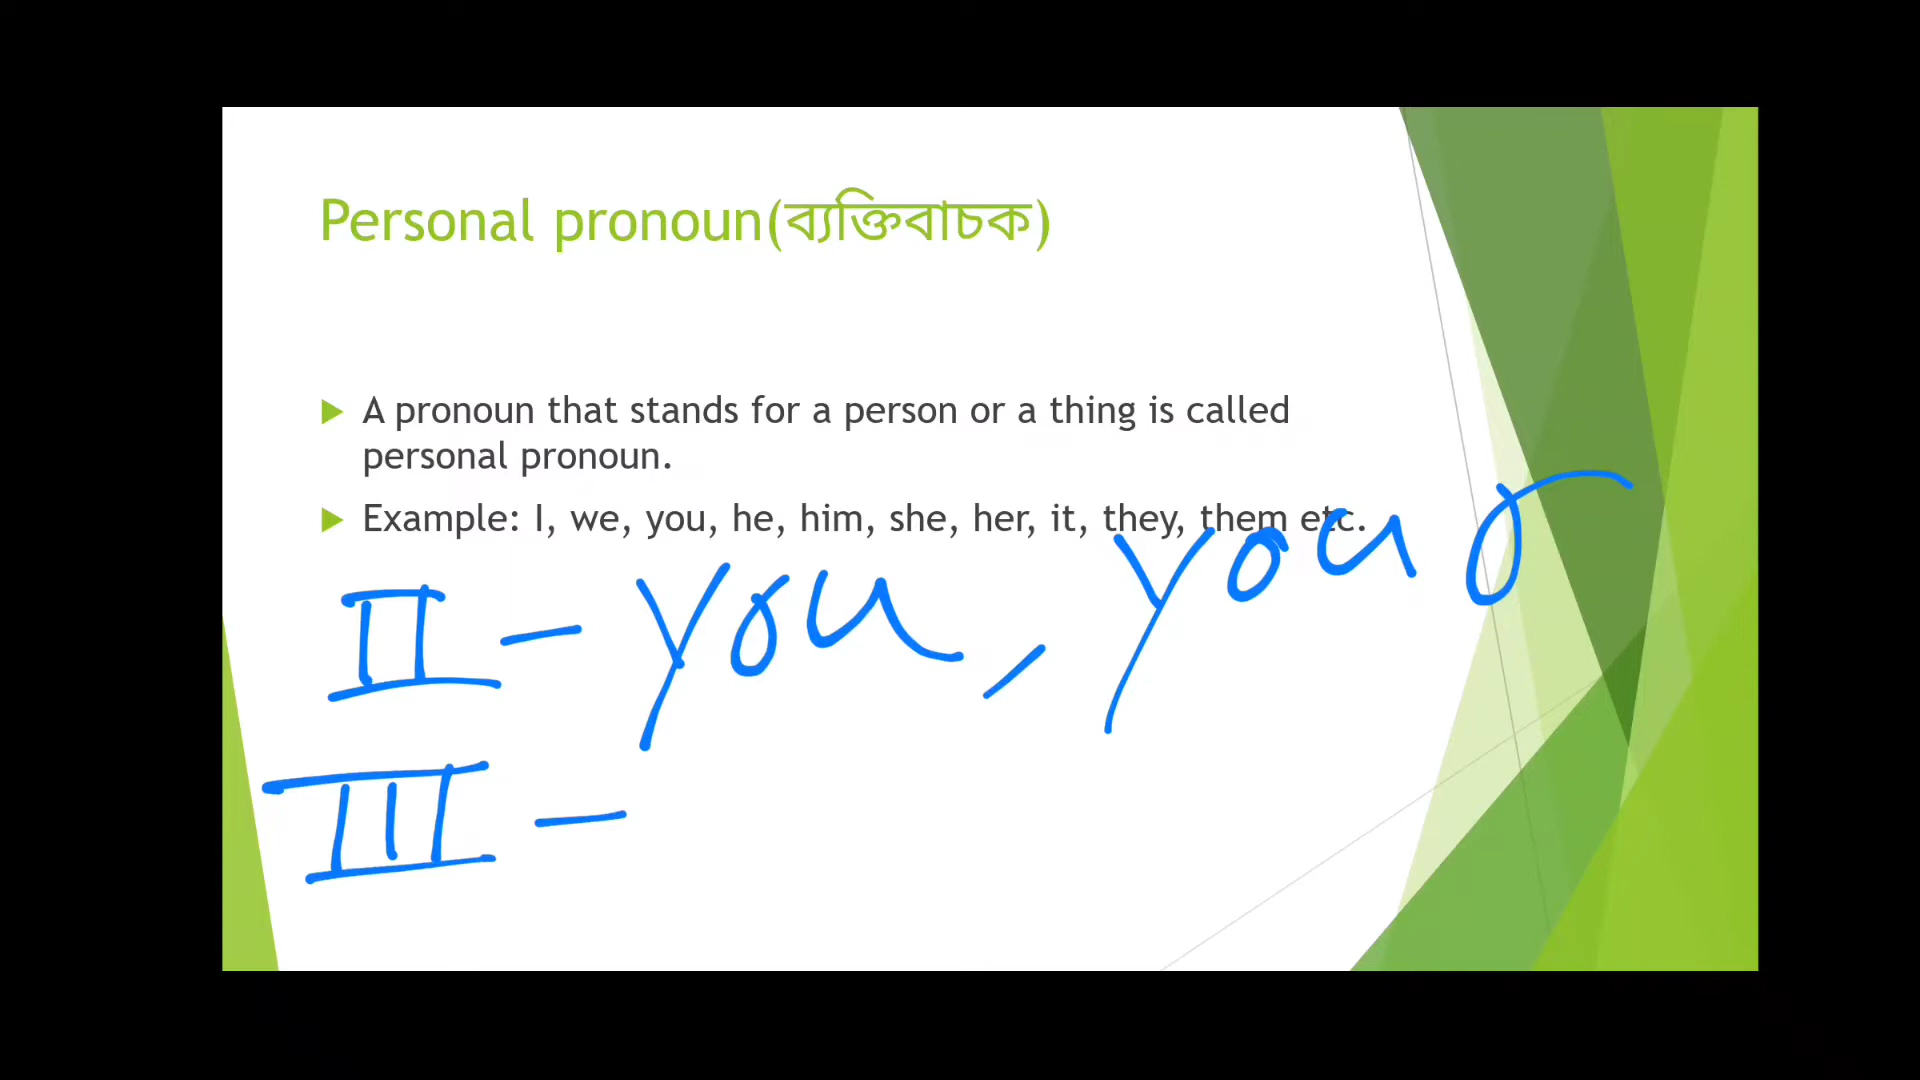 Personal pronoun(ব্যক্তিবাচক)
A pronoun that stands for a person or a thing is called
personal pronoun.
Example: I, we, you, he, him, she, her, it, they, them etc.
II - you, your
III -